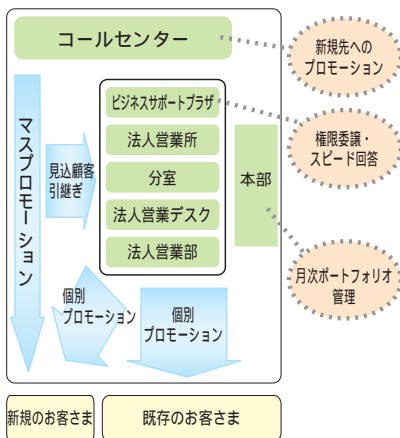 コールセンター
新規先への
プロモーション
ビジネスサポートプラザ
権限委譲・
スピード回答
法人営業所
マスプロモーション
見込顧客
引継ぎ
分室
本部
法人営業デスク
法人営業部
月次ポートフォリオ
管理
個別
プロモーション
個別
プロモーション
新規のお客さま
既存のお客さま